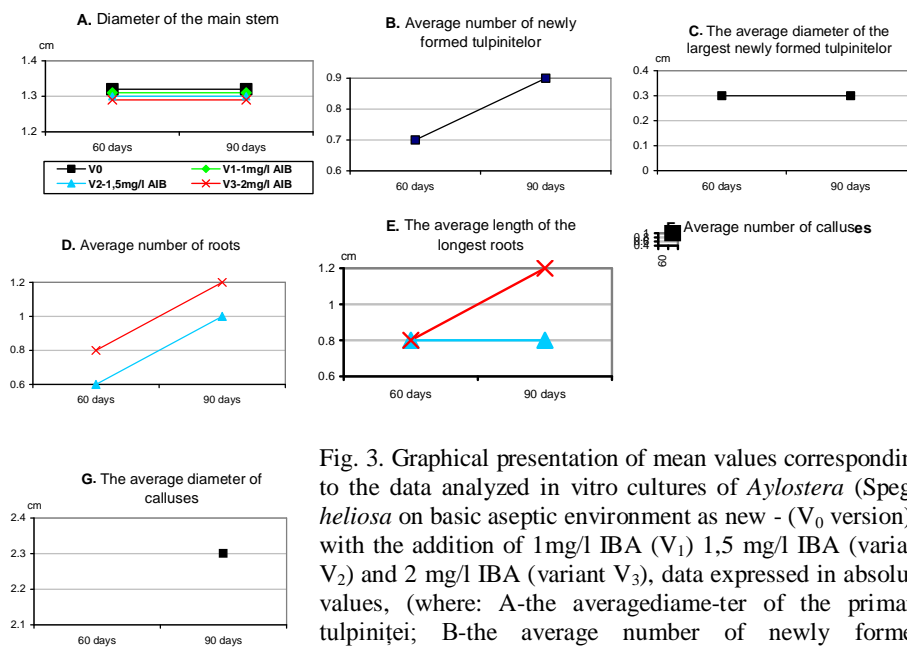 A. Diameter of the main stem
cm
1.4
1.3
1.2
60 days 90 days
V0 V1-1mg/l AIB
V2-1,5mg/l AIB V3-2mg/l AIB
B. Average number of newly
formed tulpinitelor
0.9
0.8
0.7
0.6
60 days 90 days
C. The average diameter of the
largest newly formed tulpinitelor
cm
0.4
0.3
0.2
0.1
0
60 days 90 days
D. Average number of roots
1.2
1
0.8
0.6
60 days 90 days
E. The average length of the
longest roots
cm
1.2
1
0.8
0.6
60 days 90 days
Average number of calluses
1
0.8
0.4
60
G. The average diameter of
calluses
cm
2.4
2.3
2.2
2.1
60 days 90 days
Fig. 3. Graphical presentation of mean values correspondin
to the data analyzed in vitro cultures of Aylostera (Speg
heliosa on basic aseptic environment as new - (V0 version)
with the addition of 1mg/l IBA (V1) 1,5 mg/l IBA (varia
V2) and 2 mg/l IBA (variant V3), data expressed in absolu
values, (where: A-the averagediame-ter of the primar
tulpiniței; B-the average number of newly forme